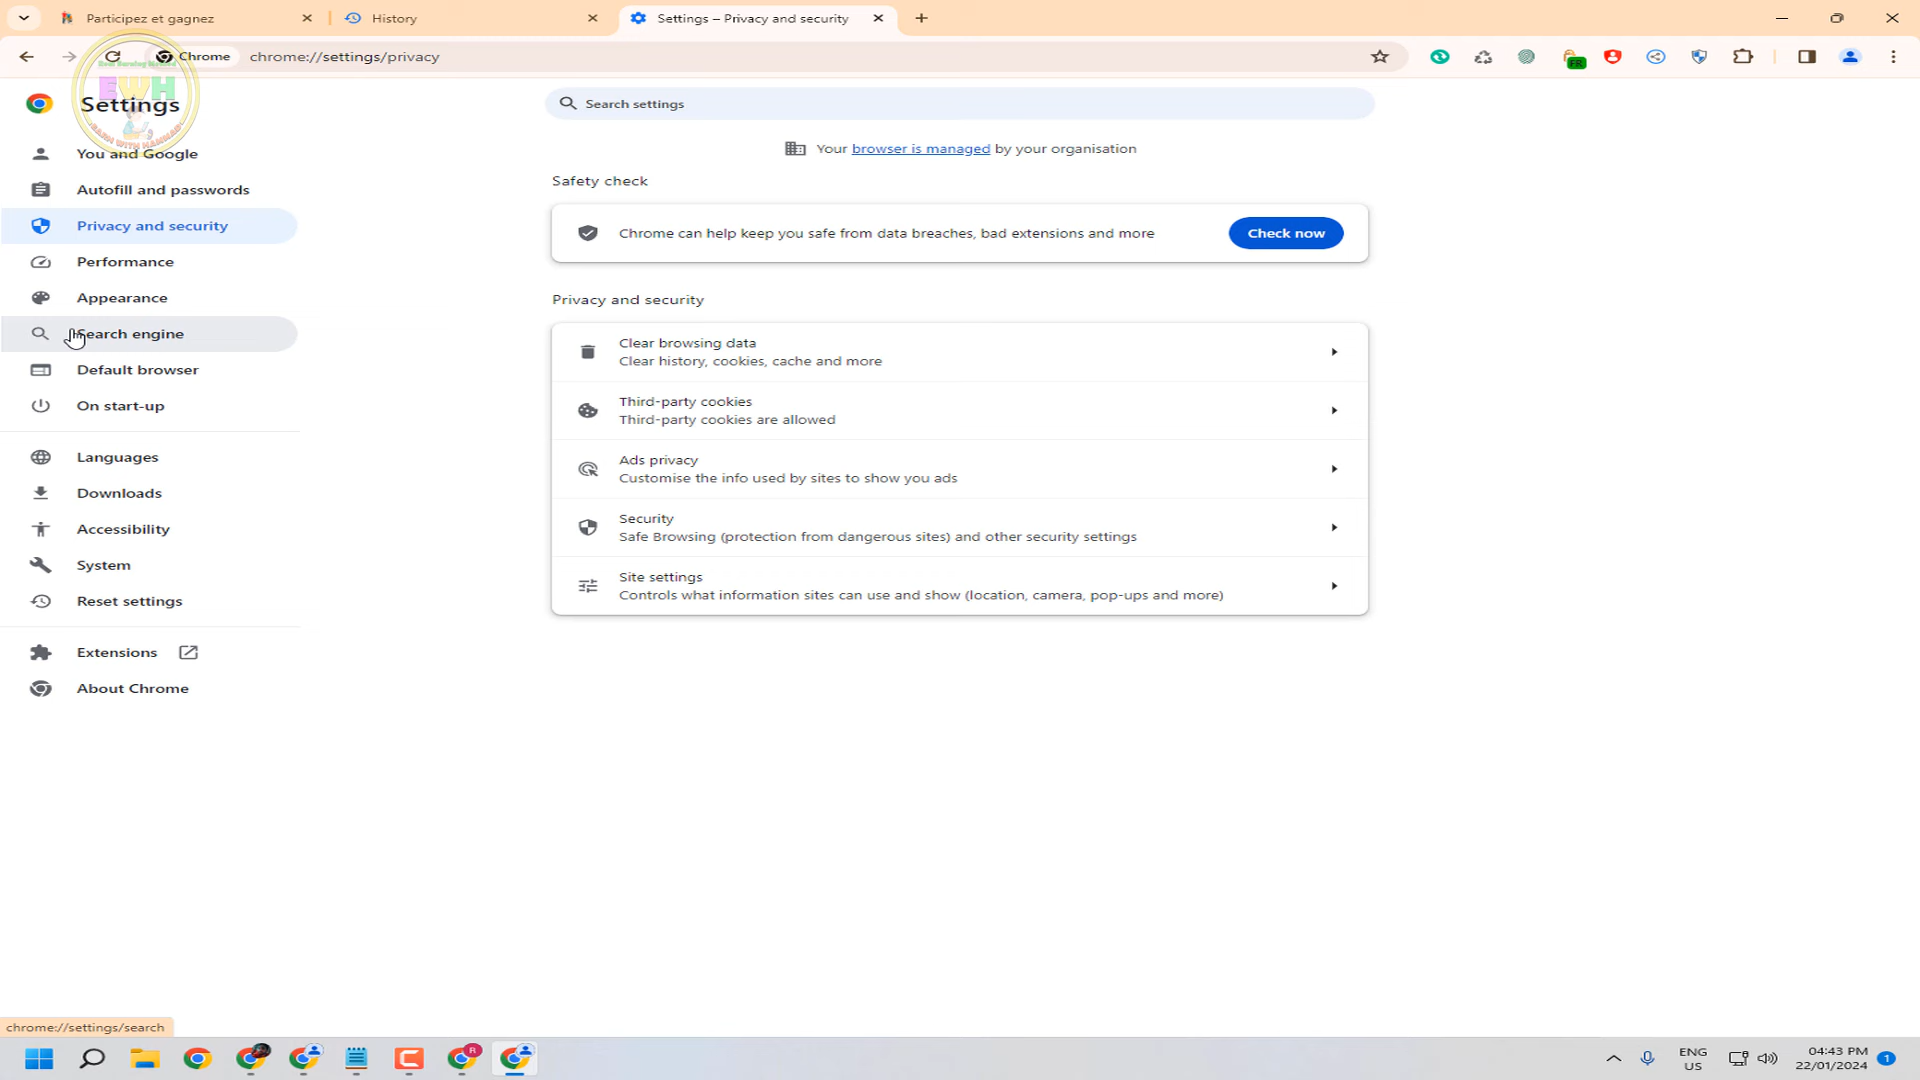 Participez et gagnez
History
Settings – Privacy and security
Chrome
chrome://settings/privacy
FR
Settings
EWH
EARN WITH HAMMAD
Search settings
Your browser is managed by your organisation
You and Google
Autofill and passwords
Privacy and security
Performance
Appearance
Search engine
Default browser
On start-up
Languages
Downloads
Accessibility
System
Reset settings
Extensions
About Chrome
Safety check
Chrome can help keep you safe from data breaches, bad extensions and more
Check now
Privacy and security
Clear browsing data
Clear history, cookies, cache and more
Third-party cookies
Third-party cookies are allowed
Ads privacy
Customise the info used by sites to show you ads
Security
Safe Browsing (protection from dangerous sites) and other security settings
Site settings
Controls what information sites can use and show (location, camera, pop-ups and more)
chrome://settings/search
R
ENG
US
04:43 PM
22/01/2024
1